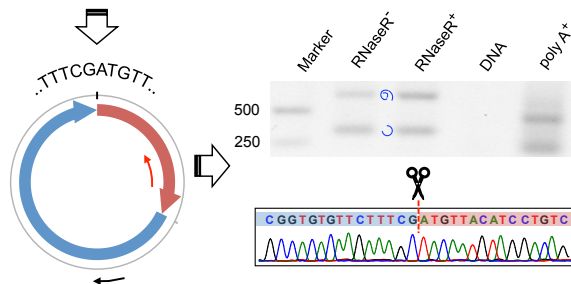 ..TTTCGATGTT..
Marker
RNaseR-
RNaseR+
DNA
poly A+
500
250
CGGTGTGTTCTTTCGATGTTACATCCTGTC